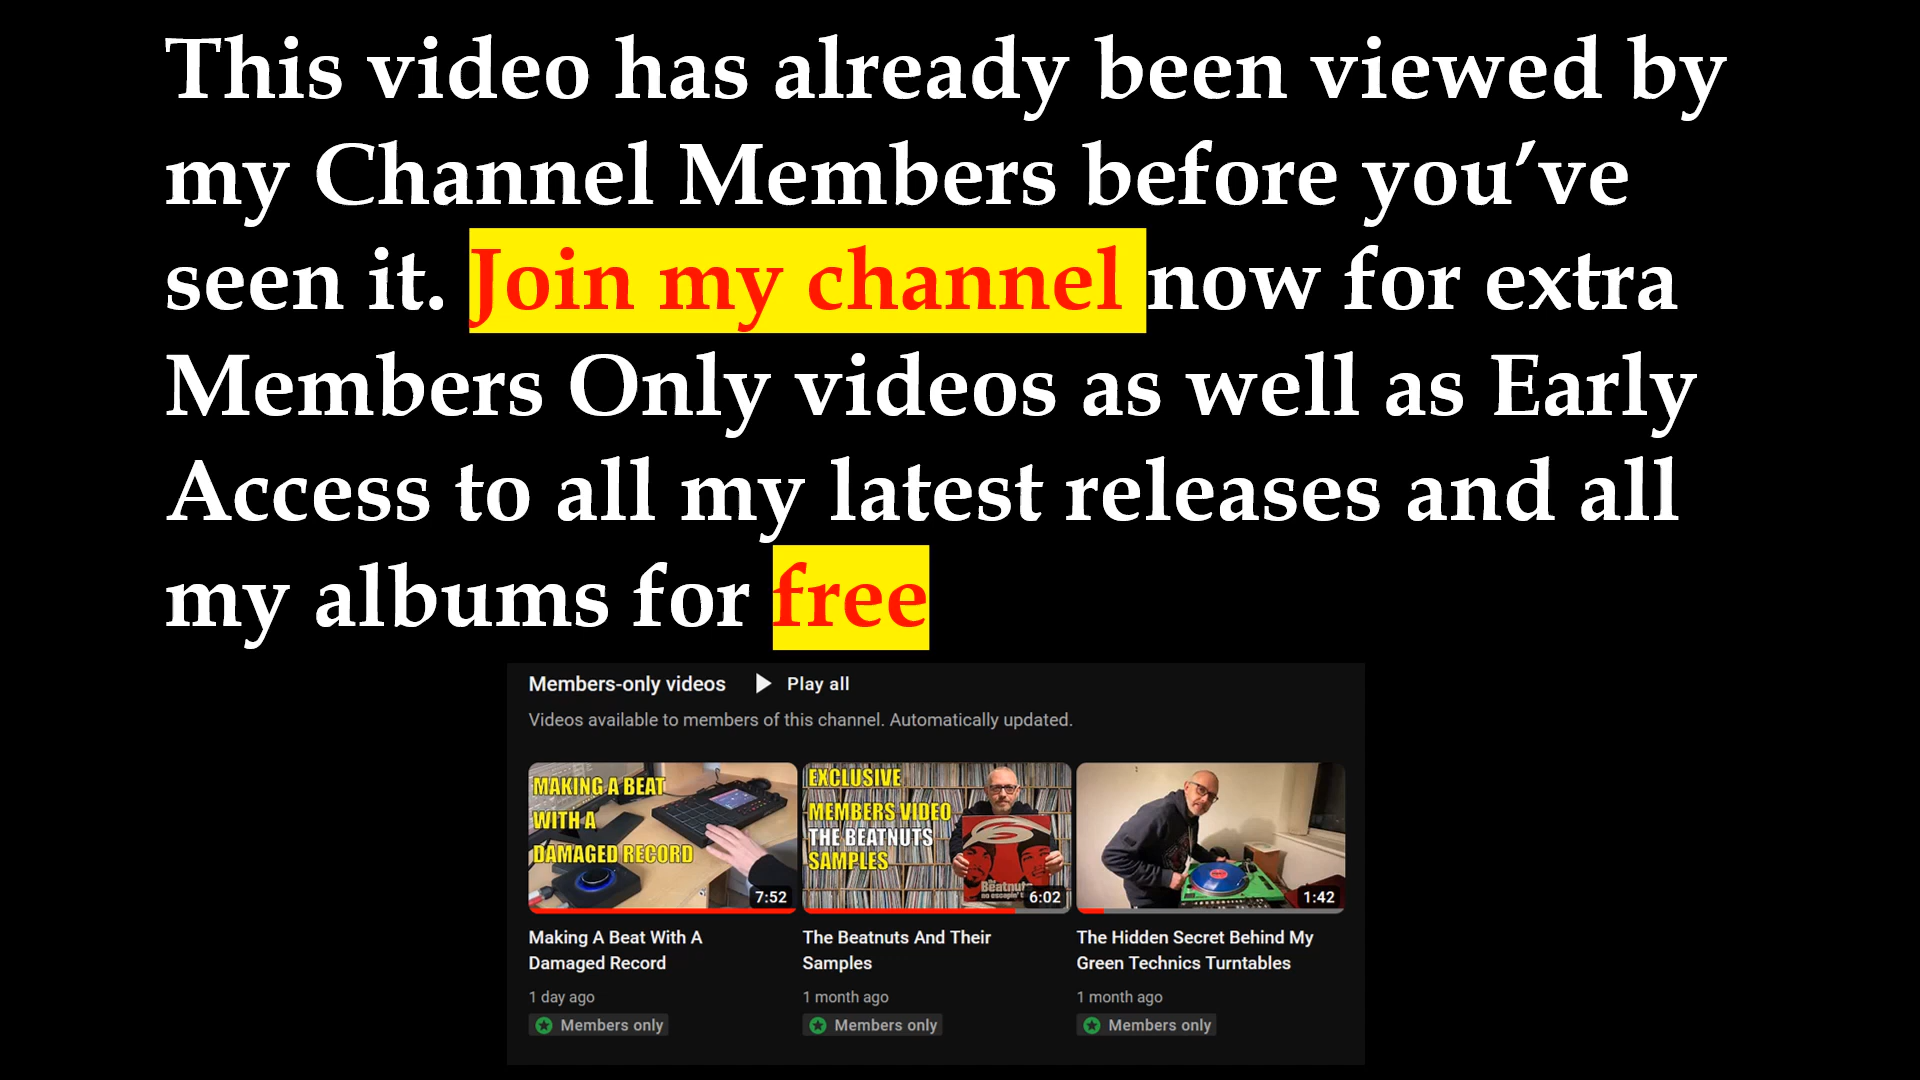 This video has already been viewed by
my Channel Members before you've
seen it. Join my channel now for extra
Members Only videos as well as Early
Access to all my latest releases and all
my albums for free
Members-only videos Play all
Videos available to members of this channel. Automatically updated.
MAKING A BEAT
WITH A
DAMAGED RECORD
7:52
EXCLUSIVE
MEMBERS VIDEO
THE BEATNUTS
SAMPLES
Beatnuts
6:02
1:42
Making A Beat With A
Damaged Record
1 day ago
Members only
The Beatnuts And Their
Samples
1 month ago
Members only
The Hidden Secret Behind My
Green Technics Turntables
1 month ago
Members only